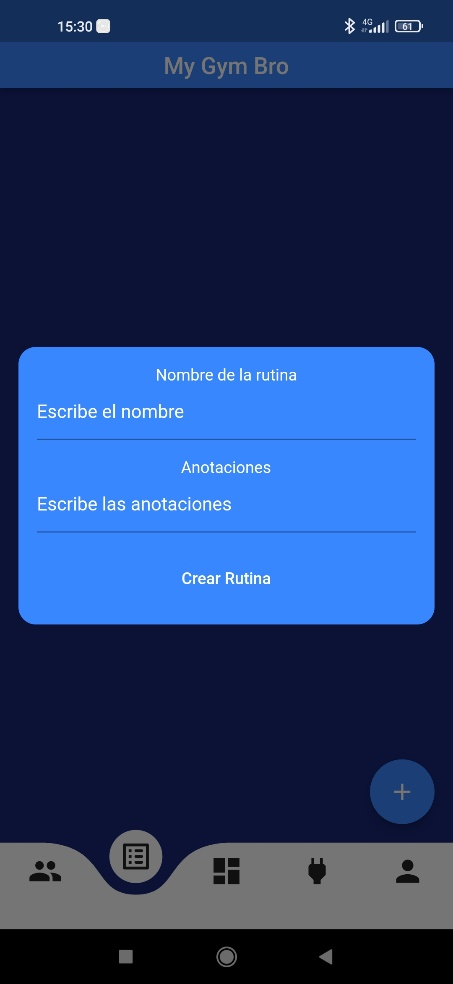 15:30
4G
61
My Gym Bro
Nombre de la rutina
Escribe el nombre
Anotaciones
Escribe las anotaciones
Crear Rutina